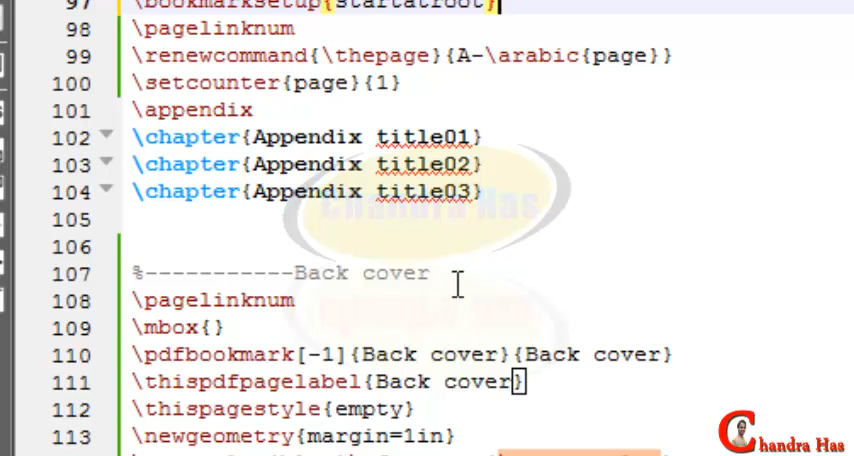 97 \bookmarksetup{startatroot}
98 \pagelinknum
99 \renewcommand{\thepage}{A-\arabic{page}}
100 \setcounter{page}{1}
101 \appendix
102 \chapter{Appendix title01}
103 \chapter{Appendix title02}
104 \chapter{Appendix title03}
105
106
107 %-----------Back cover
108 \pagelinknum
109 \mbox{}
110 \pdfbookmark[-1]{Back cover}{Back cover}
111 \thispdfpagelabel{Back cover}
112 \thispagestyle{empty}
113 \newgeometry{margin=1in}
Chandra Has
Chandra Has